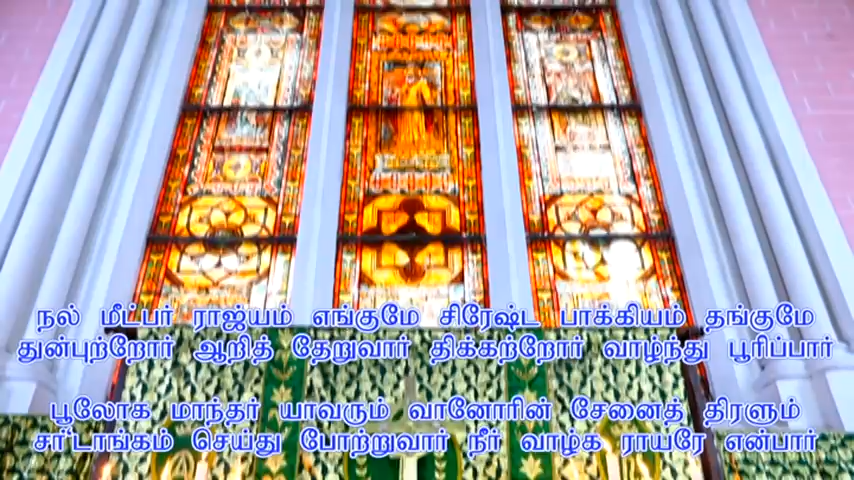 நல் மீட்பர் ராஜ்யம் எங்குமே சிரேஷ்ட பாக்கியம் தங்குமே
துன்புற்றோர் ஆறித் தேறுவார் திக்கற்றோர் வாழ்ந்து பூரிப்பார்
பூலோக மாந்தர் யாவரும் வானோரின் சேனைத் திரளும்
சாஷ்டாங்கம் செய்து போற்றுவார் நீர் வாழ்க ராயரே என்பார்